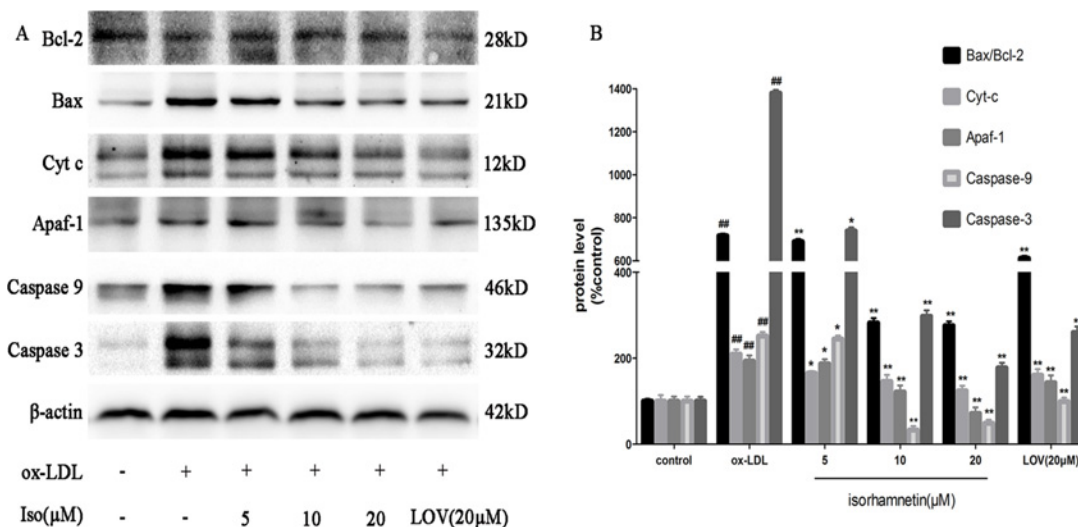 A
Bcl-2 28kD
Bax 21kD
Cyt c 12kD
Apaf-1 135kD
Caspase 9 46kD
Caspase 3 32kD
β-actin 42kD
ox-LDL - + + + + +
Iso(μM) - - 5 10 20 LOV(20μM)
B
Bax/Bcl-2
Cyt-c
Apaf-1
Caspase-9
Caspase-3
protein level
(%control)
1400
1200
1000
800
600
400
200
0
## ## ## ## ##
** * * * *
** ** ** ** **
** ** ** ** **
** ** ** ** *
control ox-LDL 5 10 20 LOV(20μM)
isorhamnetin(μM)